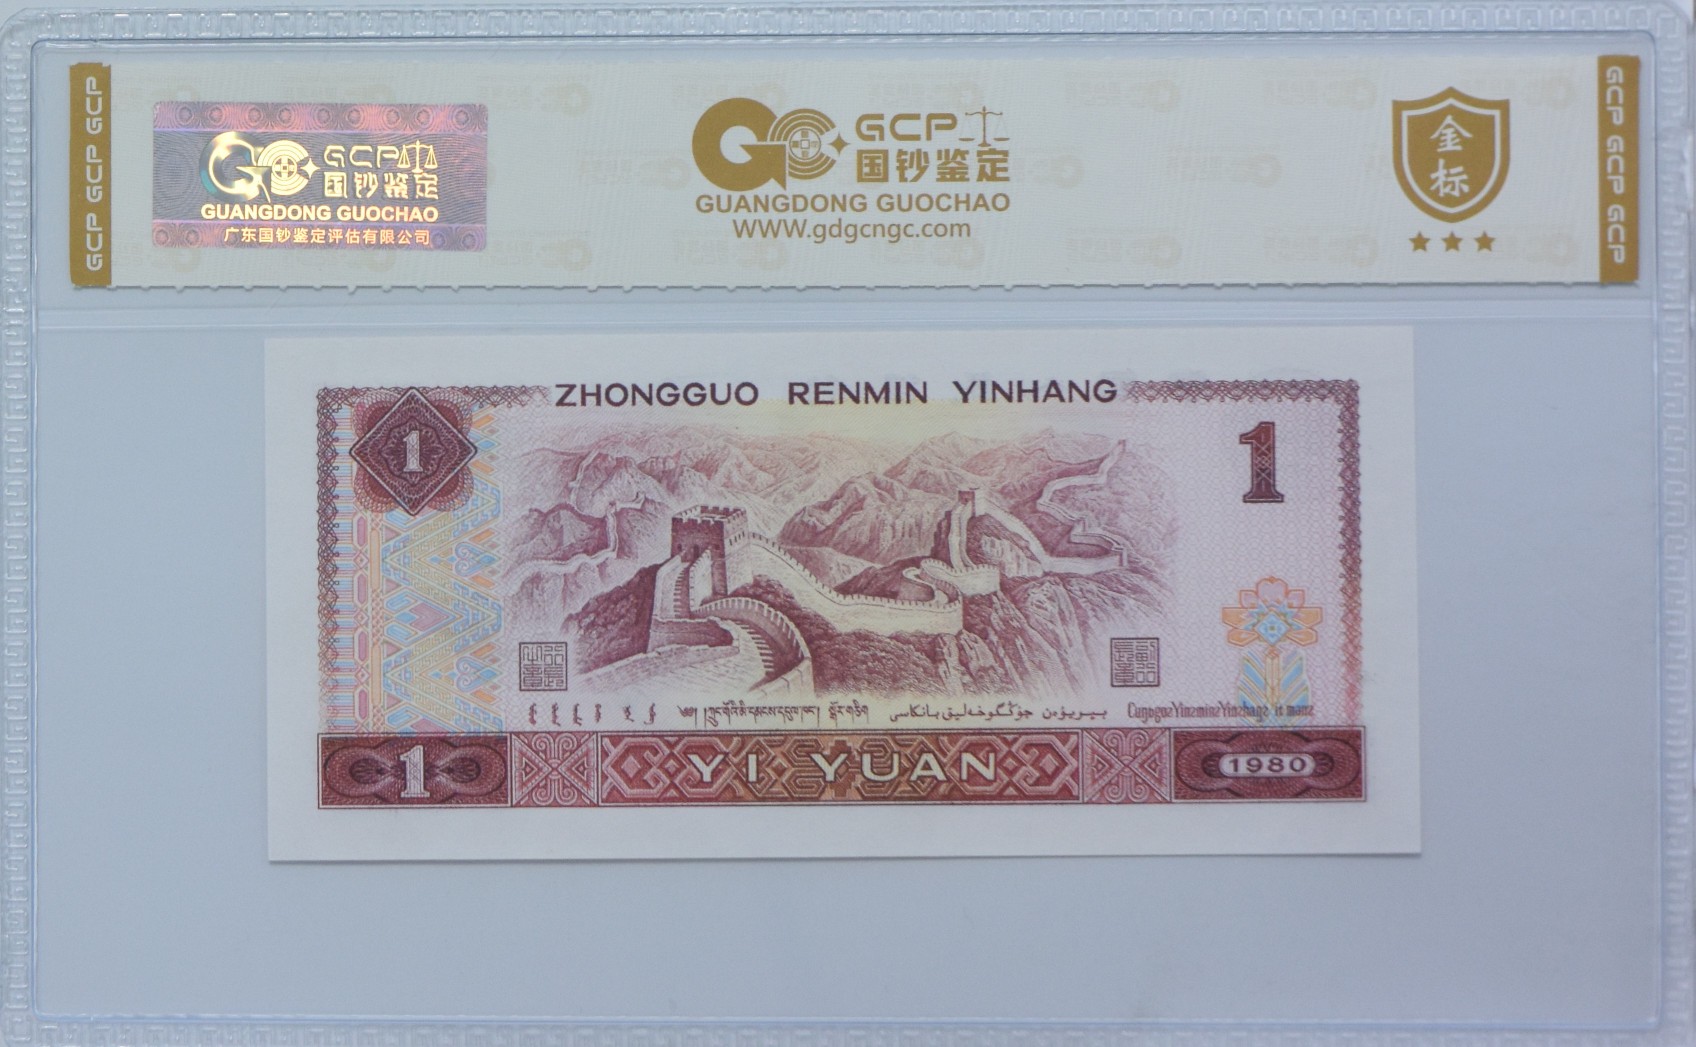 GCP GCP GCP
GCP
国钞鉴定
GUANGDONG GUOCHAO
广东国钞鉴定评估有限公司
GCP
国钞鉴定
GUANGDONG GUOCHAO
WWW.gdgcngc.com
金
标
GCP GCP GCP
ZHONGGUO RENMIN YINHANG
1
1
1
YI YUAN
1980